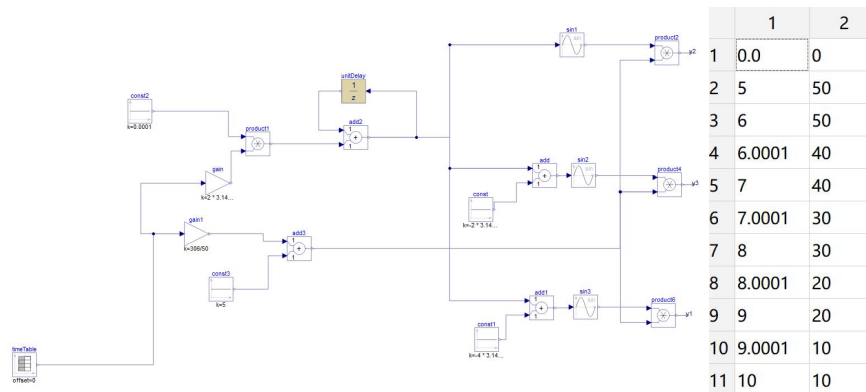 sin1
product2
y2
unitDelay
1
z
const2
k=0.0001
add2
1
1
+
product1
gain
k=2 * 3.14...
add
1
1
+
sin2
product4
y3
const
k=-2 * 3.14...
gain1
k=306/50
add3
1
1
+
const3
k=5
add1
1
1
+
sin3
product6
y1
const1
k=-4 * 3.14...
timeTable
offset=0
1 2
1 0.0 0
2 5 50
3 6 50
4 6.0001 40
5 7 40
6 7.0001 30
7 8 30
8 8.0001 20
9 9 20
10 9.0001 10
11 10 10